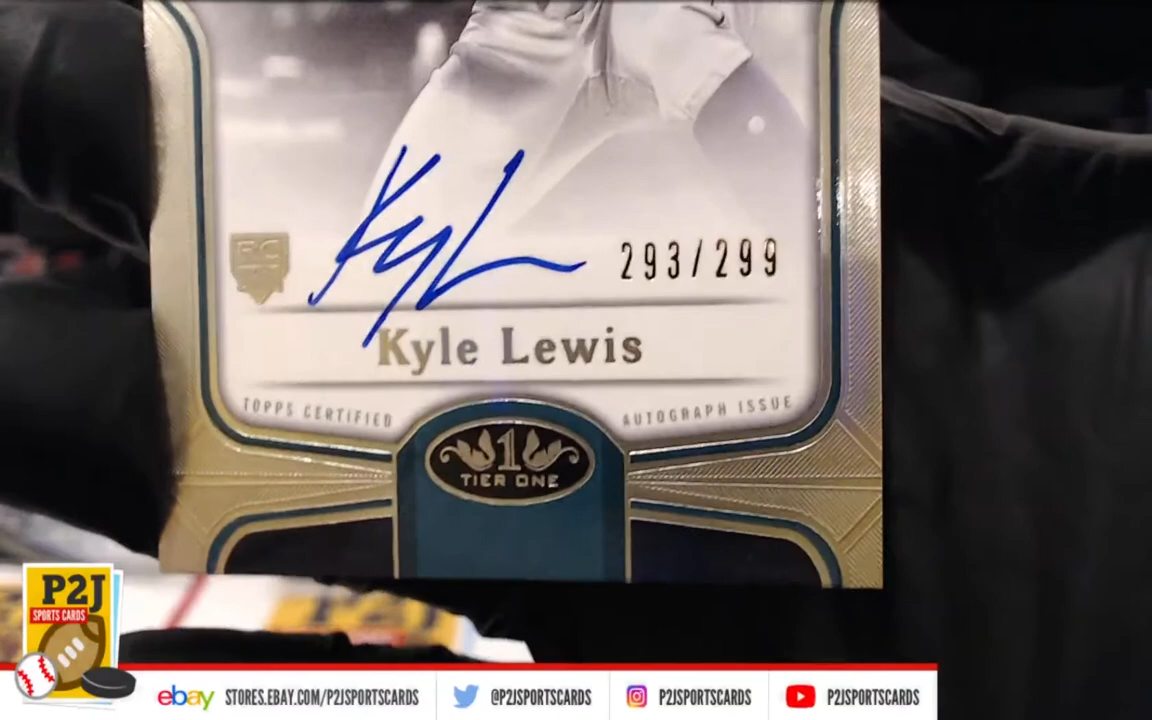 KyL
293/299
RC
Kyle Lewis
TOPPS CERTIFIED
AUTOGRAPH ISSUE
1
TIER ONE
P2J
SPORTS CARDS
ebay STORES.EBAY.COM/P2JSPORTSCARDS
@P2JSPORTSCARDS
P2JSPORTSCARDS
P2JSPORTSCARDS